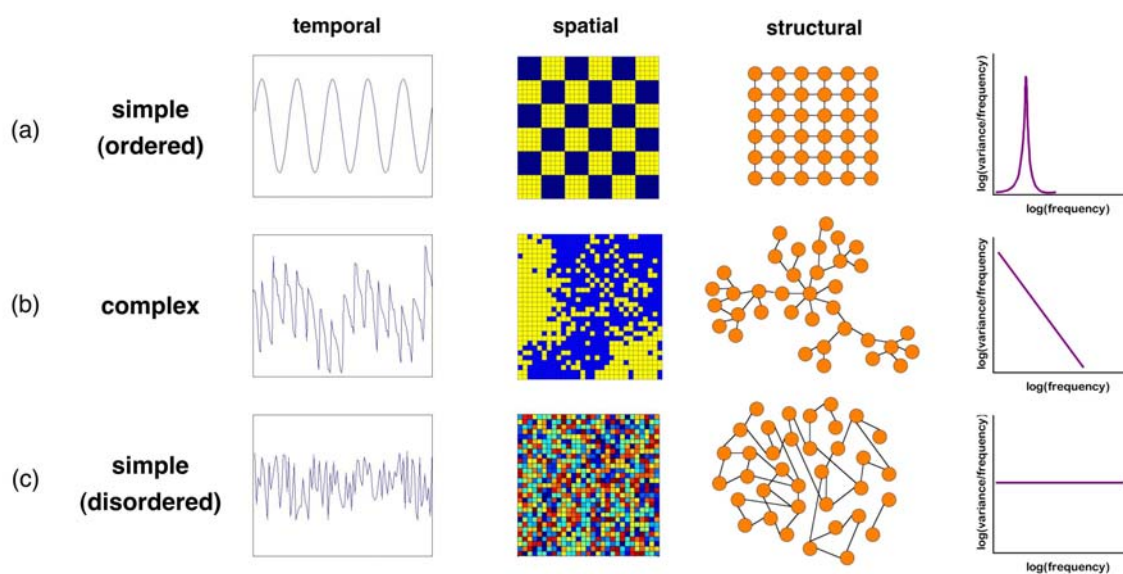 temporal
spatial
structural
(a)
simple
(ordered)
log(variance/frequency)
log(frequency)
(b)
complex
log(variance/frequency
log(frequency)
(c)
simple
(disordered)
log(variance/frequency)
log(frequency)